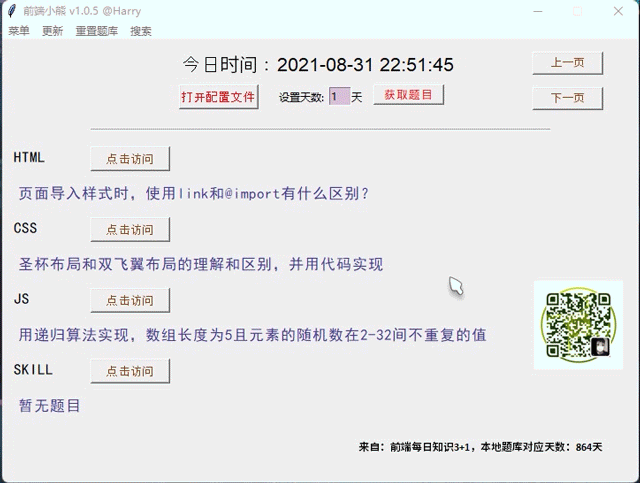 前端小熊 v1.0.5 @Harry
菜单 更新 重置题库 搜索
今日时间：2021-08-31 22:51:45
上一页
打开配置文件 设置天数: 1 天 获取题目
下一页
HTML 点击访问
页面导入样式时，使用link和@import有什么区别？
CSS 点击访问
圣杯布局和双飞翼布局的理解和区别，并用代码实现
JS 点击访问
用递归算法实现，数组长度为5且元素的随机数在2-32间不重复的值
SKILL 点击访问
暂无题目
来自：前端每日知识3+1，本地题库对应天数：864天